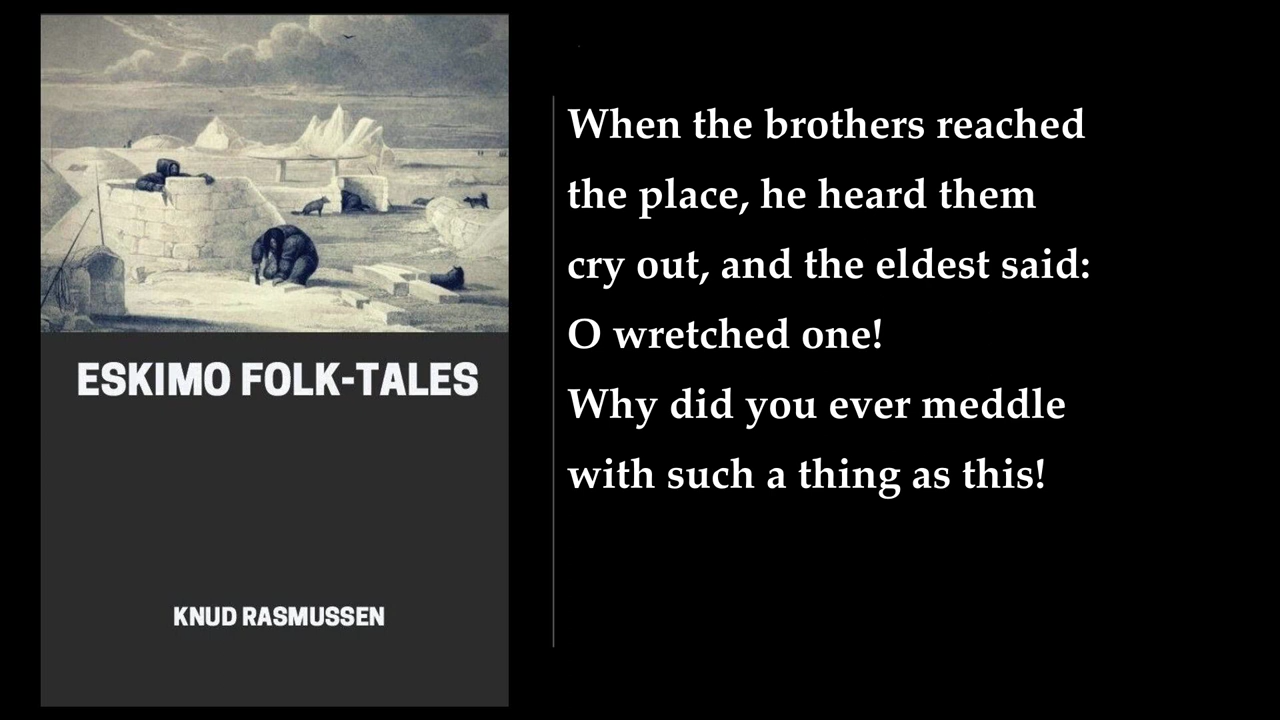 ESKIMO FOLK-TALES
KNUD RASMUSSEN
When the brothers reached
the place, he heard them
cry out, and the eldest said:
O wretched one!
Why did you ever meddle
with such a thing as this!